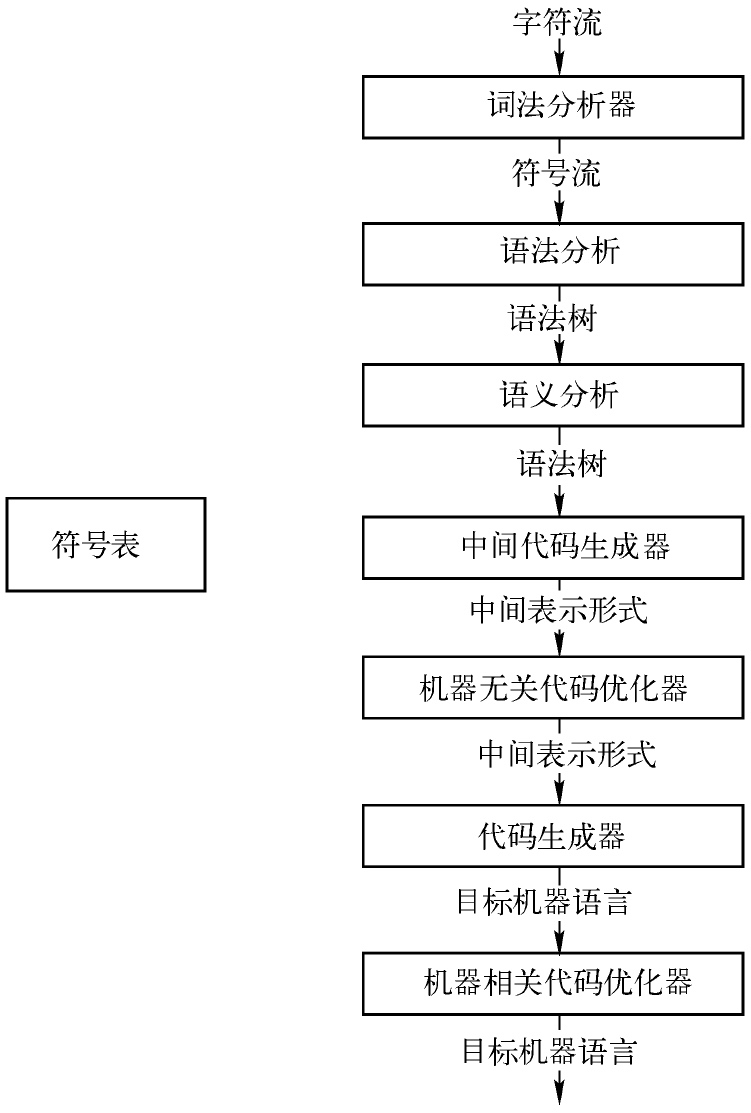 字符流
词法分析器
符号流
语法分析
语法树
语义分析
语法树
符号表
中间代码生成器
中间表示形式
机器无关代码优化器
中间表示形式
代码生成器
目标机器语言
机器相关代码优化器
目标机器语言